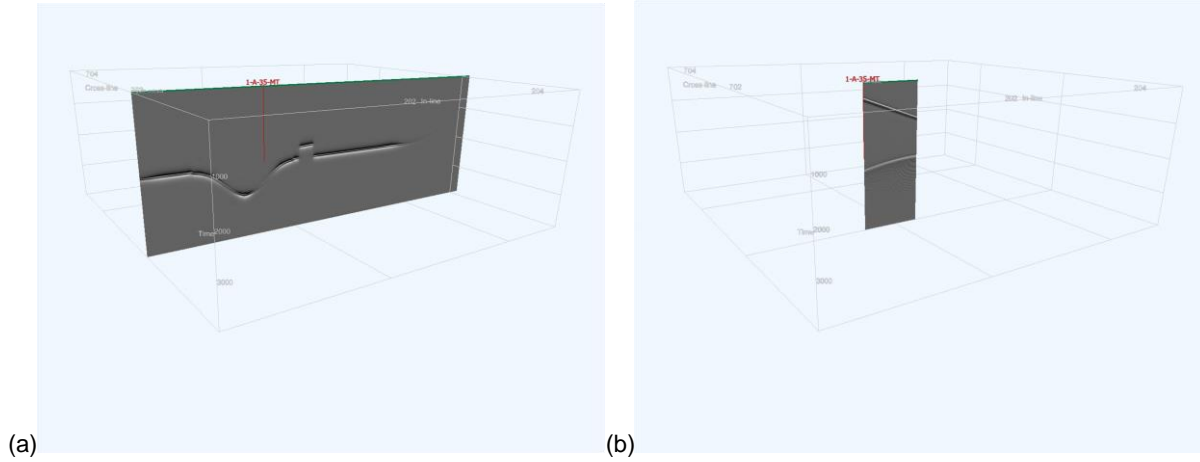 1-A-35-MT
704
Cross-line
202 In-line
204
1000
Time 2000
3000
(a)
1-A-35-MT
704
Cross-line 702
202 In-line
204
1000
Time 2000
3000
(b)